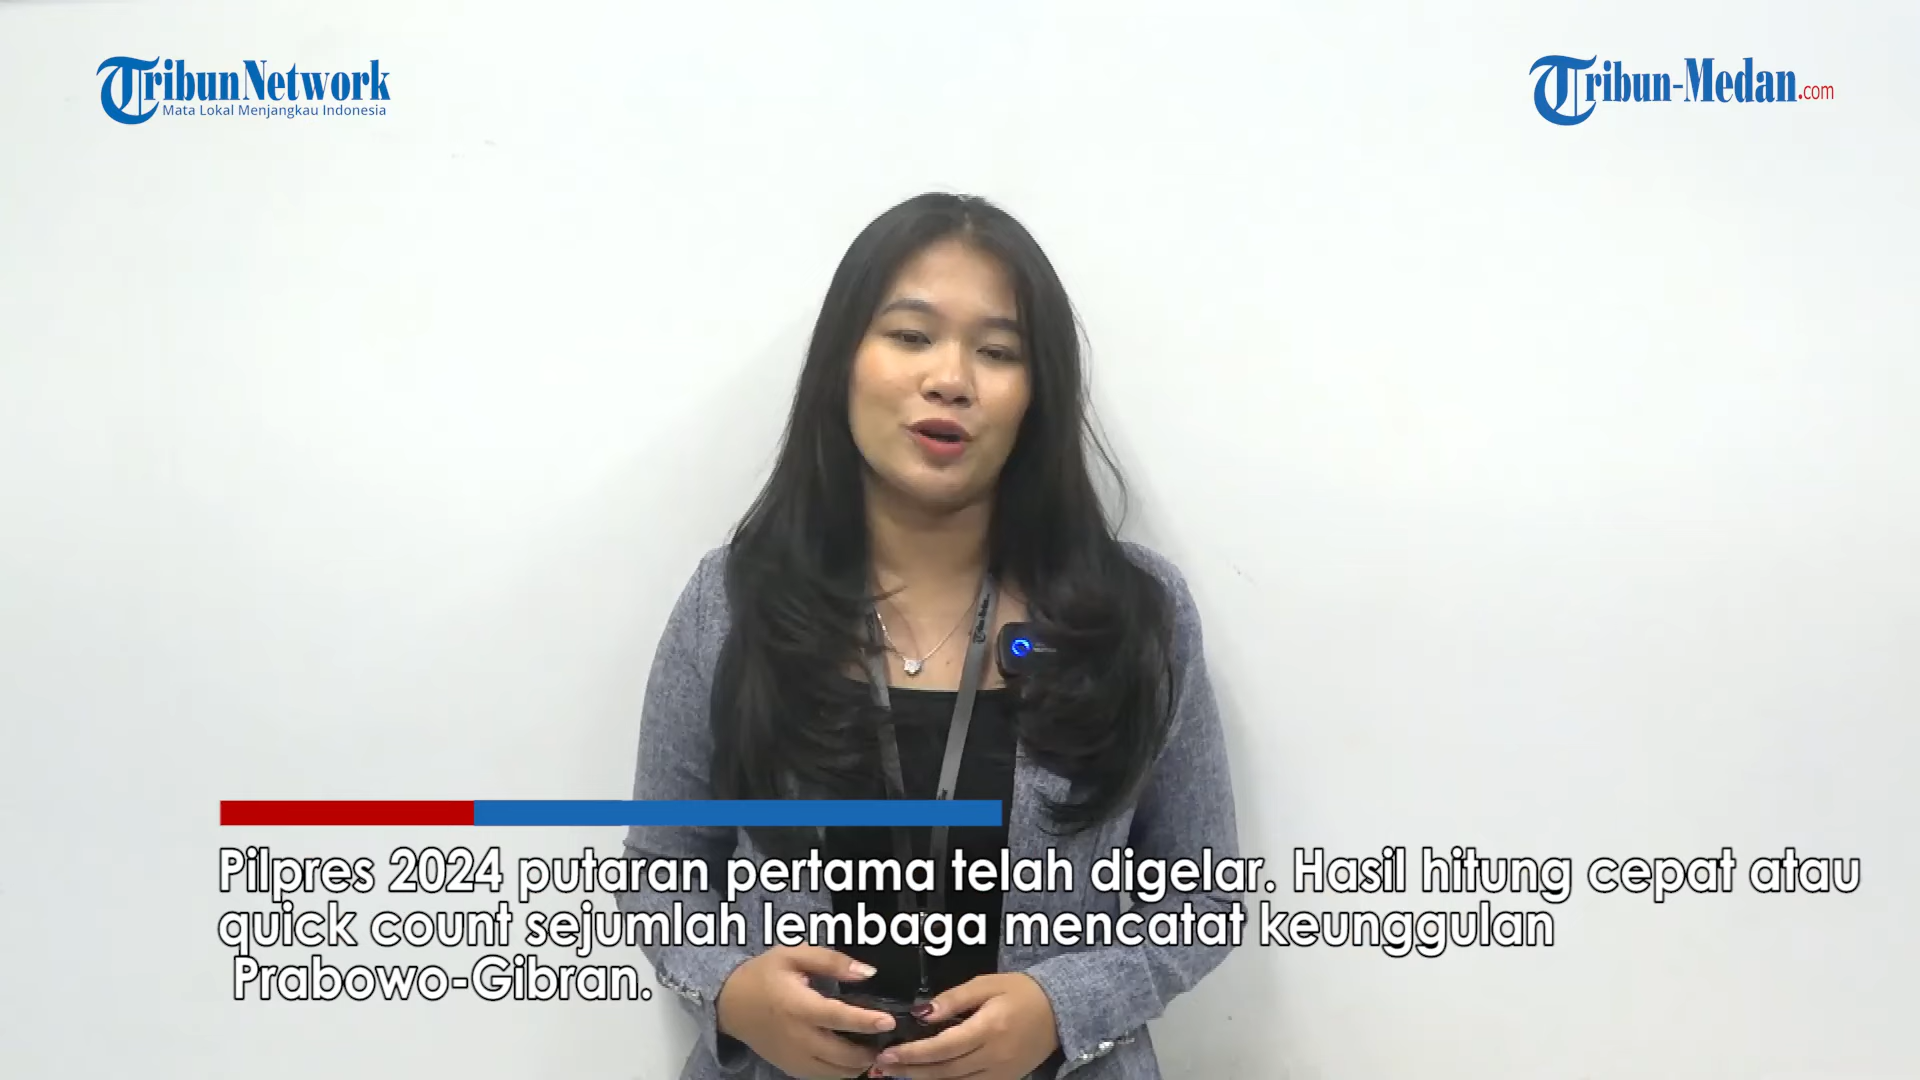 TribunNetwork
Mata Lokal Menjangkau Indonesia
Tribun-Medan.com
Pilpres 2024 putaran pertama telah digelar. Hasil hitung cepat atau
quick count sejumlah lembaga mencatat keunggulan
Prabowo-Gibran.